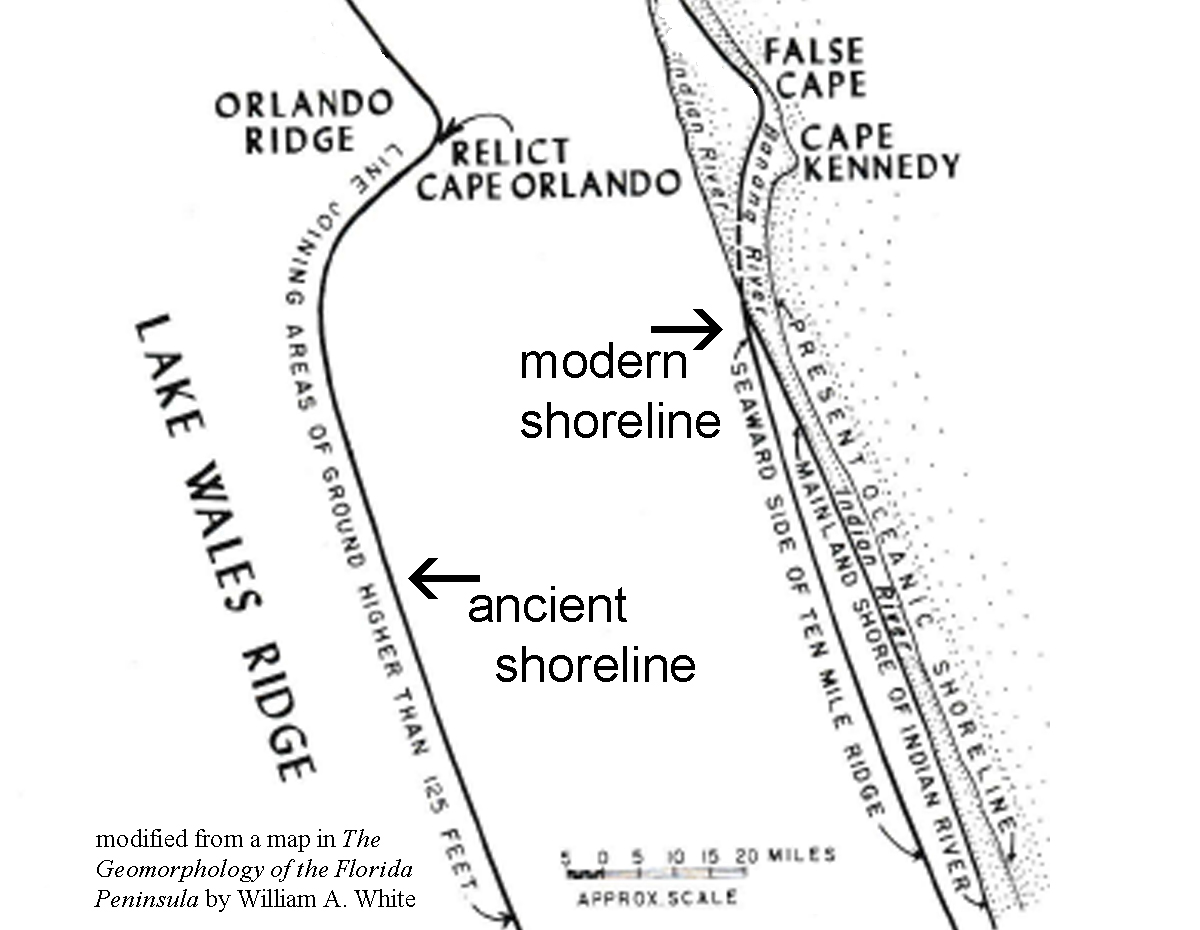 FALSE
CAPE
ORLANDO
RIDGE
Indian River
Banana River
CAPE
KENNEDY
RELICT
CAPE ORLANDO
LINE JOINING AREAS OF GROUND HIGHER THAN 125 FEET
LAKE WALES RIDGE
modern
shoreline
PRESENT OCEANIC SHORELINE
SEAWARD SIDE OF TEN MILE RIDGE
MAINLAND SHORE OF INDIAN RIVER
Indian River
ancient
shoreline
modified from a map in The
Geomorphology of the Florida
Peninsula by William A. White
5 0 5 10 15 20 MILES
APPROX. SCALE